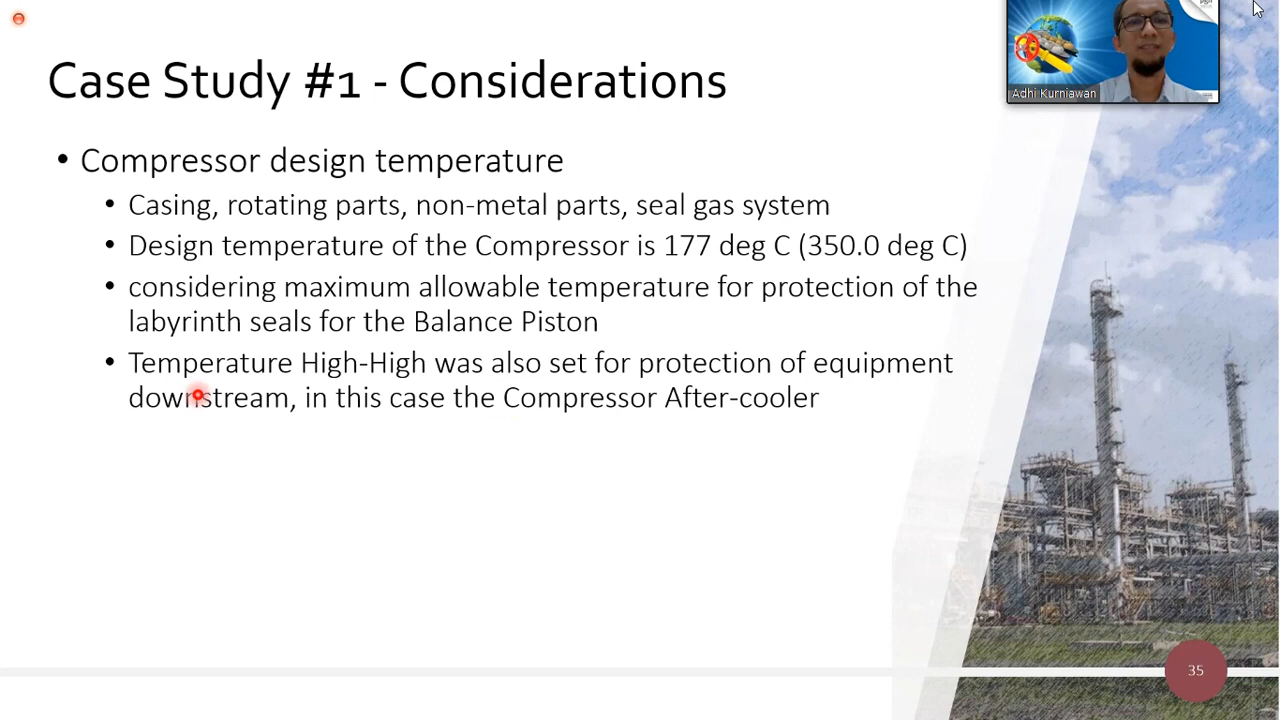 Case Study #1 - Considerations
Adhi Kurniawan
• Compressor design temperature
• Casing, rotating parts, non-metal parts, seal gas system
• Design temperature of the Compressor is 177 deg C (350.0 deg C)
• considering maximum allowable temperature for protection of the
labyrinth seals for the Balance Piston
• Temperature High-High was also set for protection of equipment
downstream, in this case the Compressor After-cooler
35